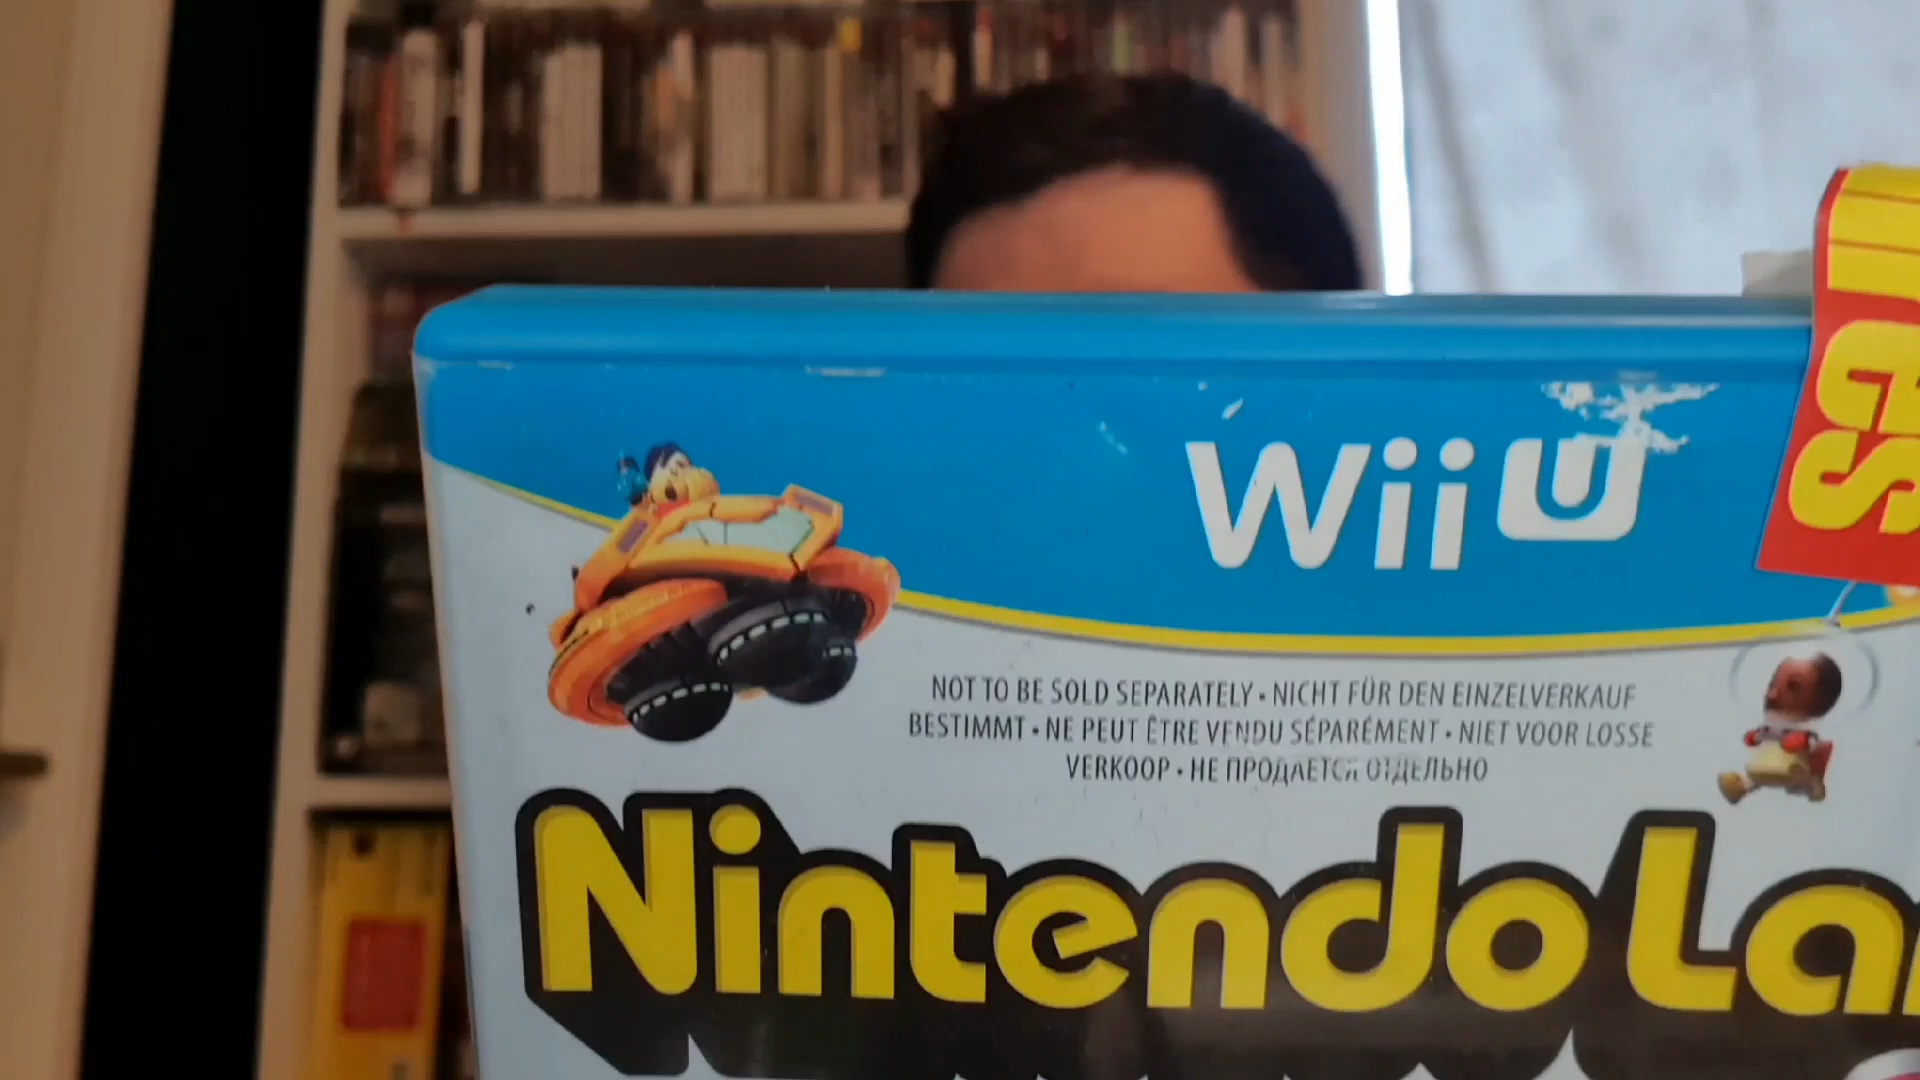 Wii U
NOT TO BE SOLD SEPARATELY • NICHT FÜR DEN EINZELVERKAUF
BESTIMMT • NE PEUT ÊTRE VENDU SÉPARÉMENT • NIET VOOR LOSSE
VERKOOP • НЕ ПРОДАЕТСЯ ОТДЕЛЬНО
Nintendo La